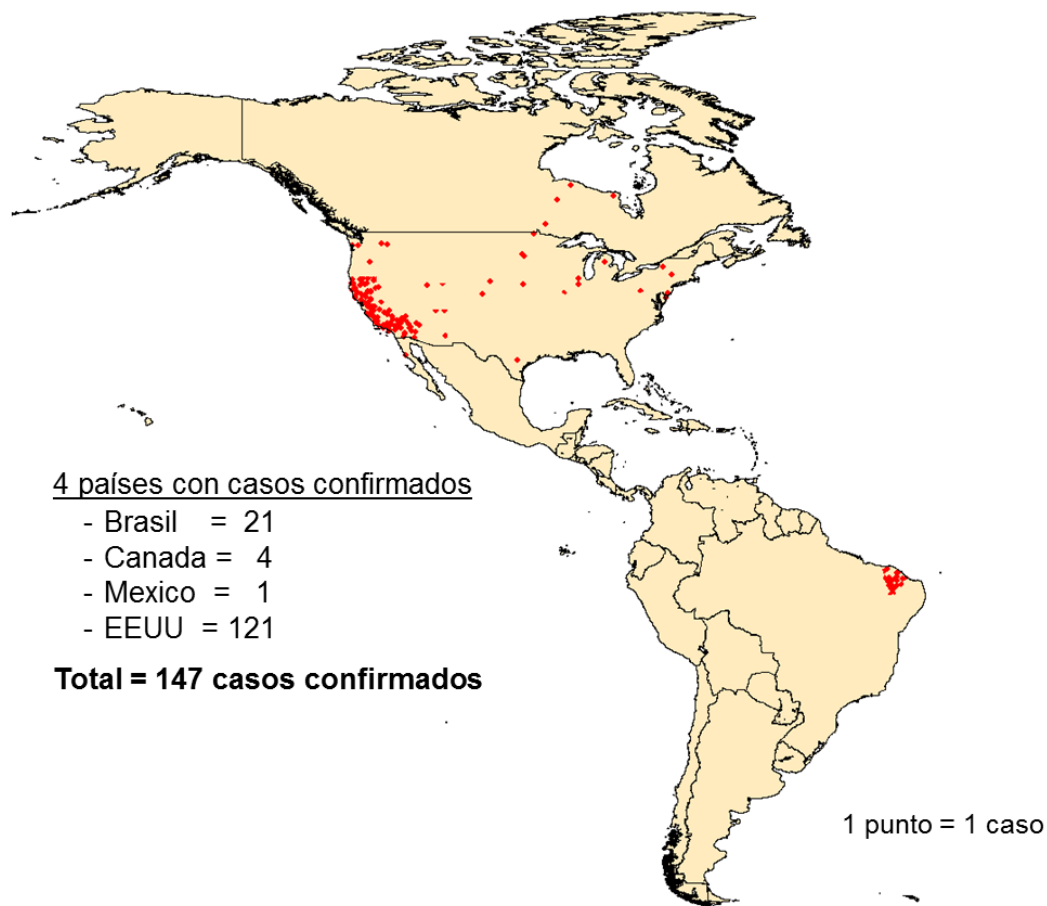 4 países con casos confirmados
- Brasil = 21
- Canada = 4
- Mexico = 1
- EEUU = 121
Total = 147 casos confirmados
1 punto = 1 caso